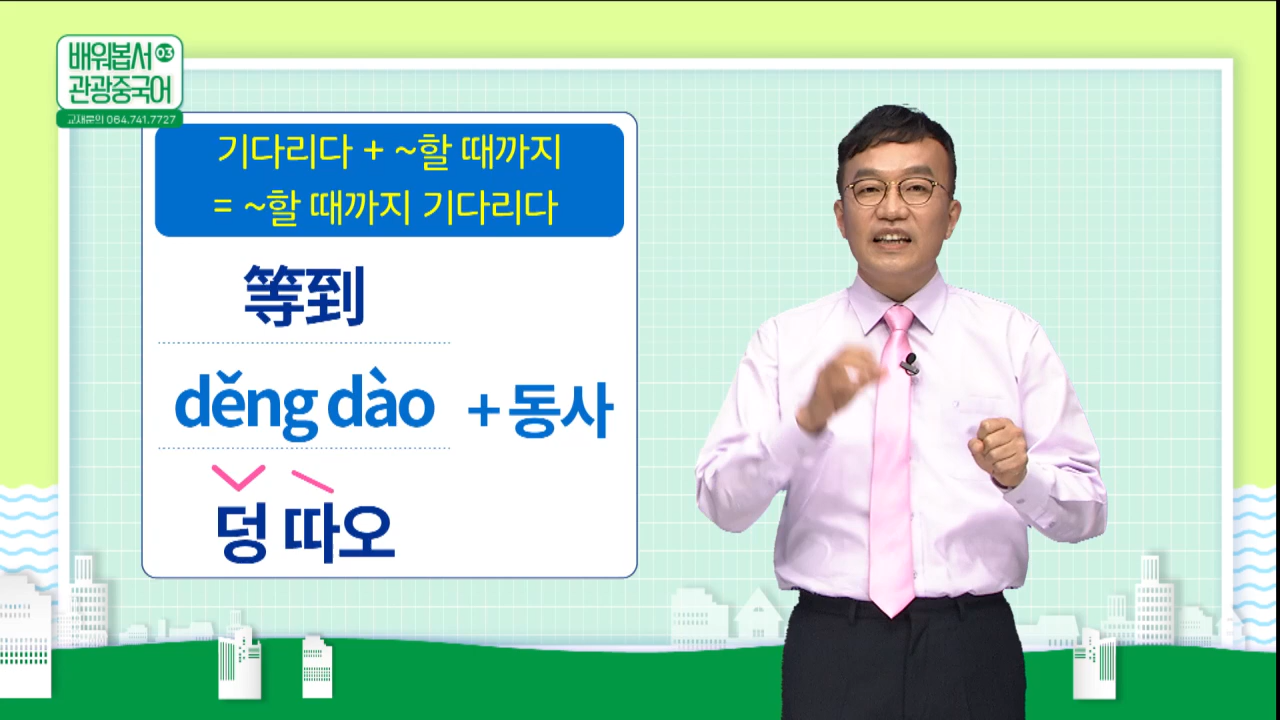 배워봅서 03
관광중국어
교재문의 064.741.7727
기다리다 + ~할 때까지
= ~할 때까지 기다리다
等到
děng dào + 동사
덩 따오